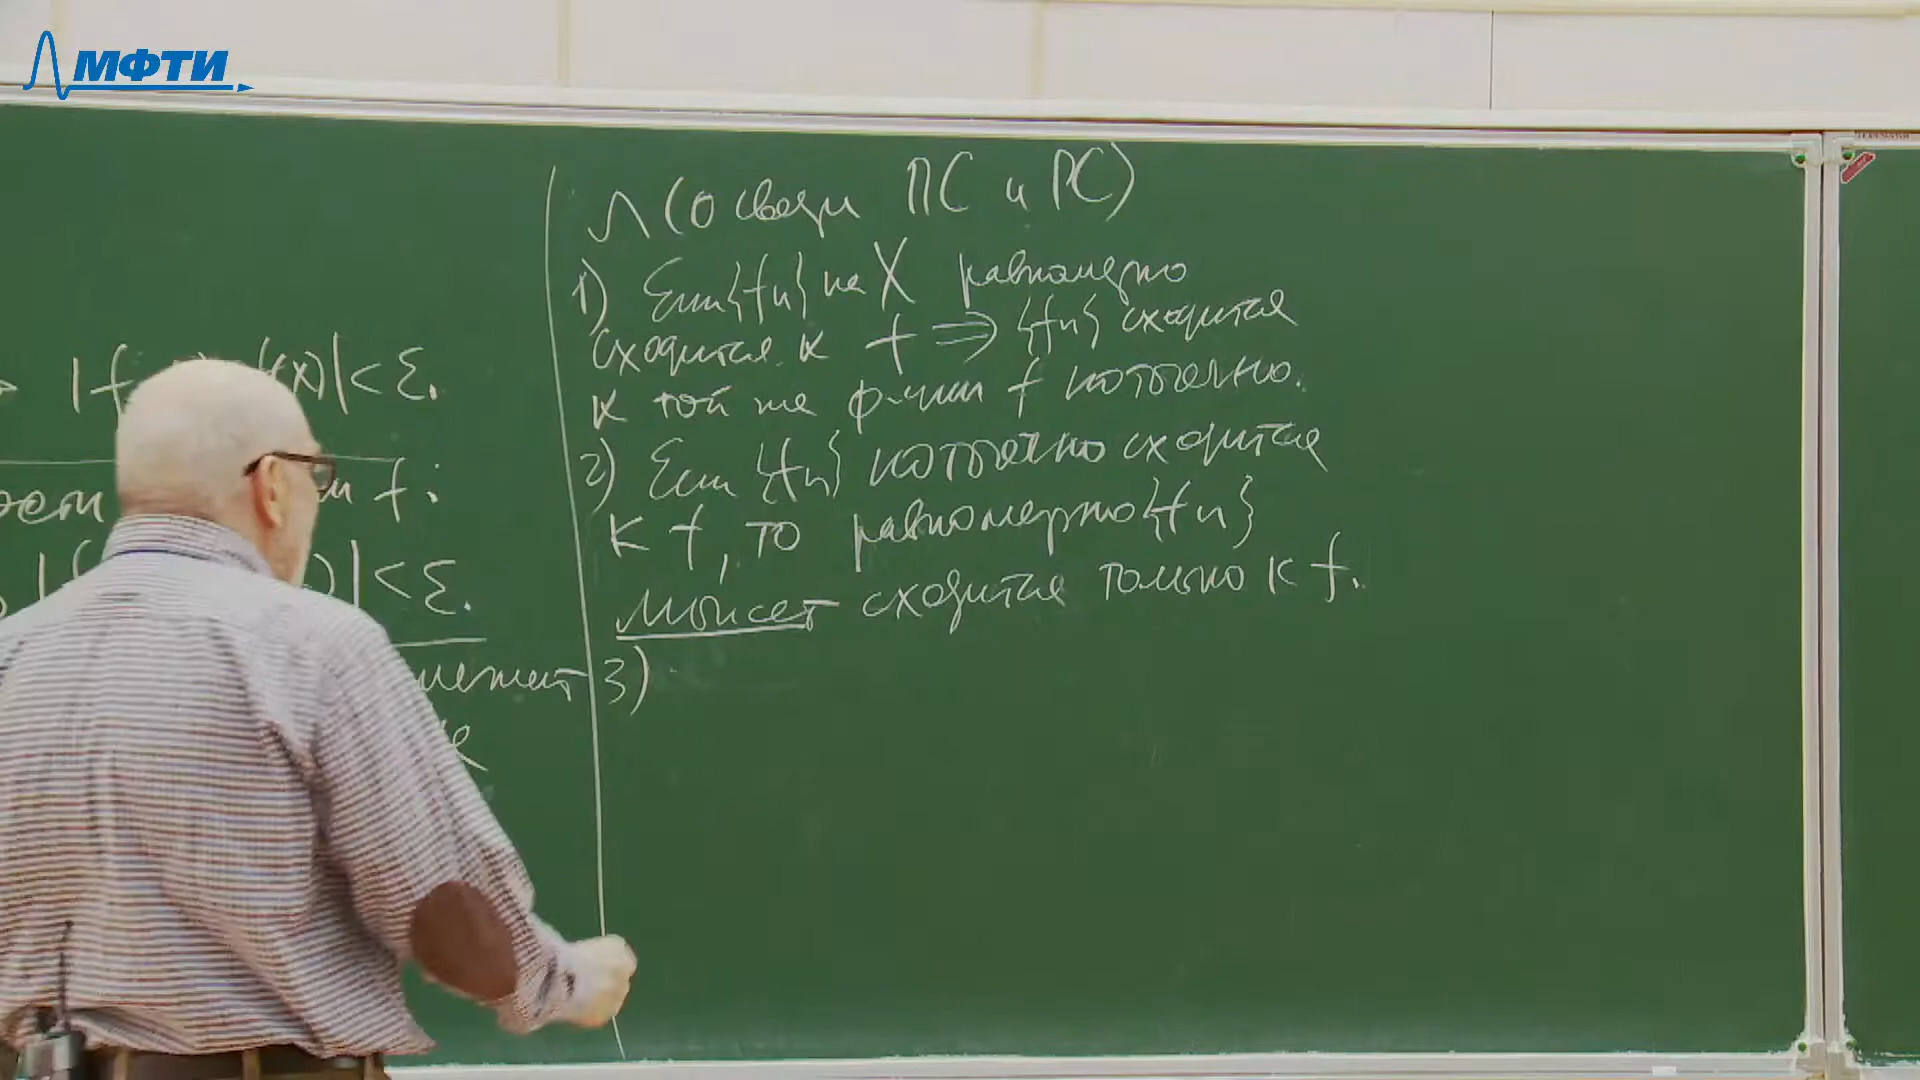 МФТИ
Л (о связи ПС и РС)
1) Если {fn} на X равномерно
сходится к f ⇒ {fn} сходится
к той же ф-ции f поточечно.
2) Если {fn} поточечно сходится
к f, то равномерно {fn}
может сходится только к f.
3)
|f (x)|<ε.
f:
|<ε.